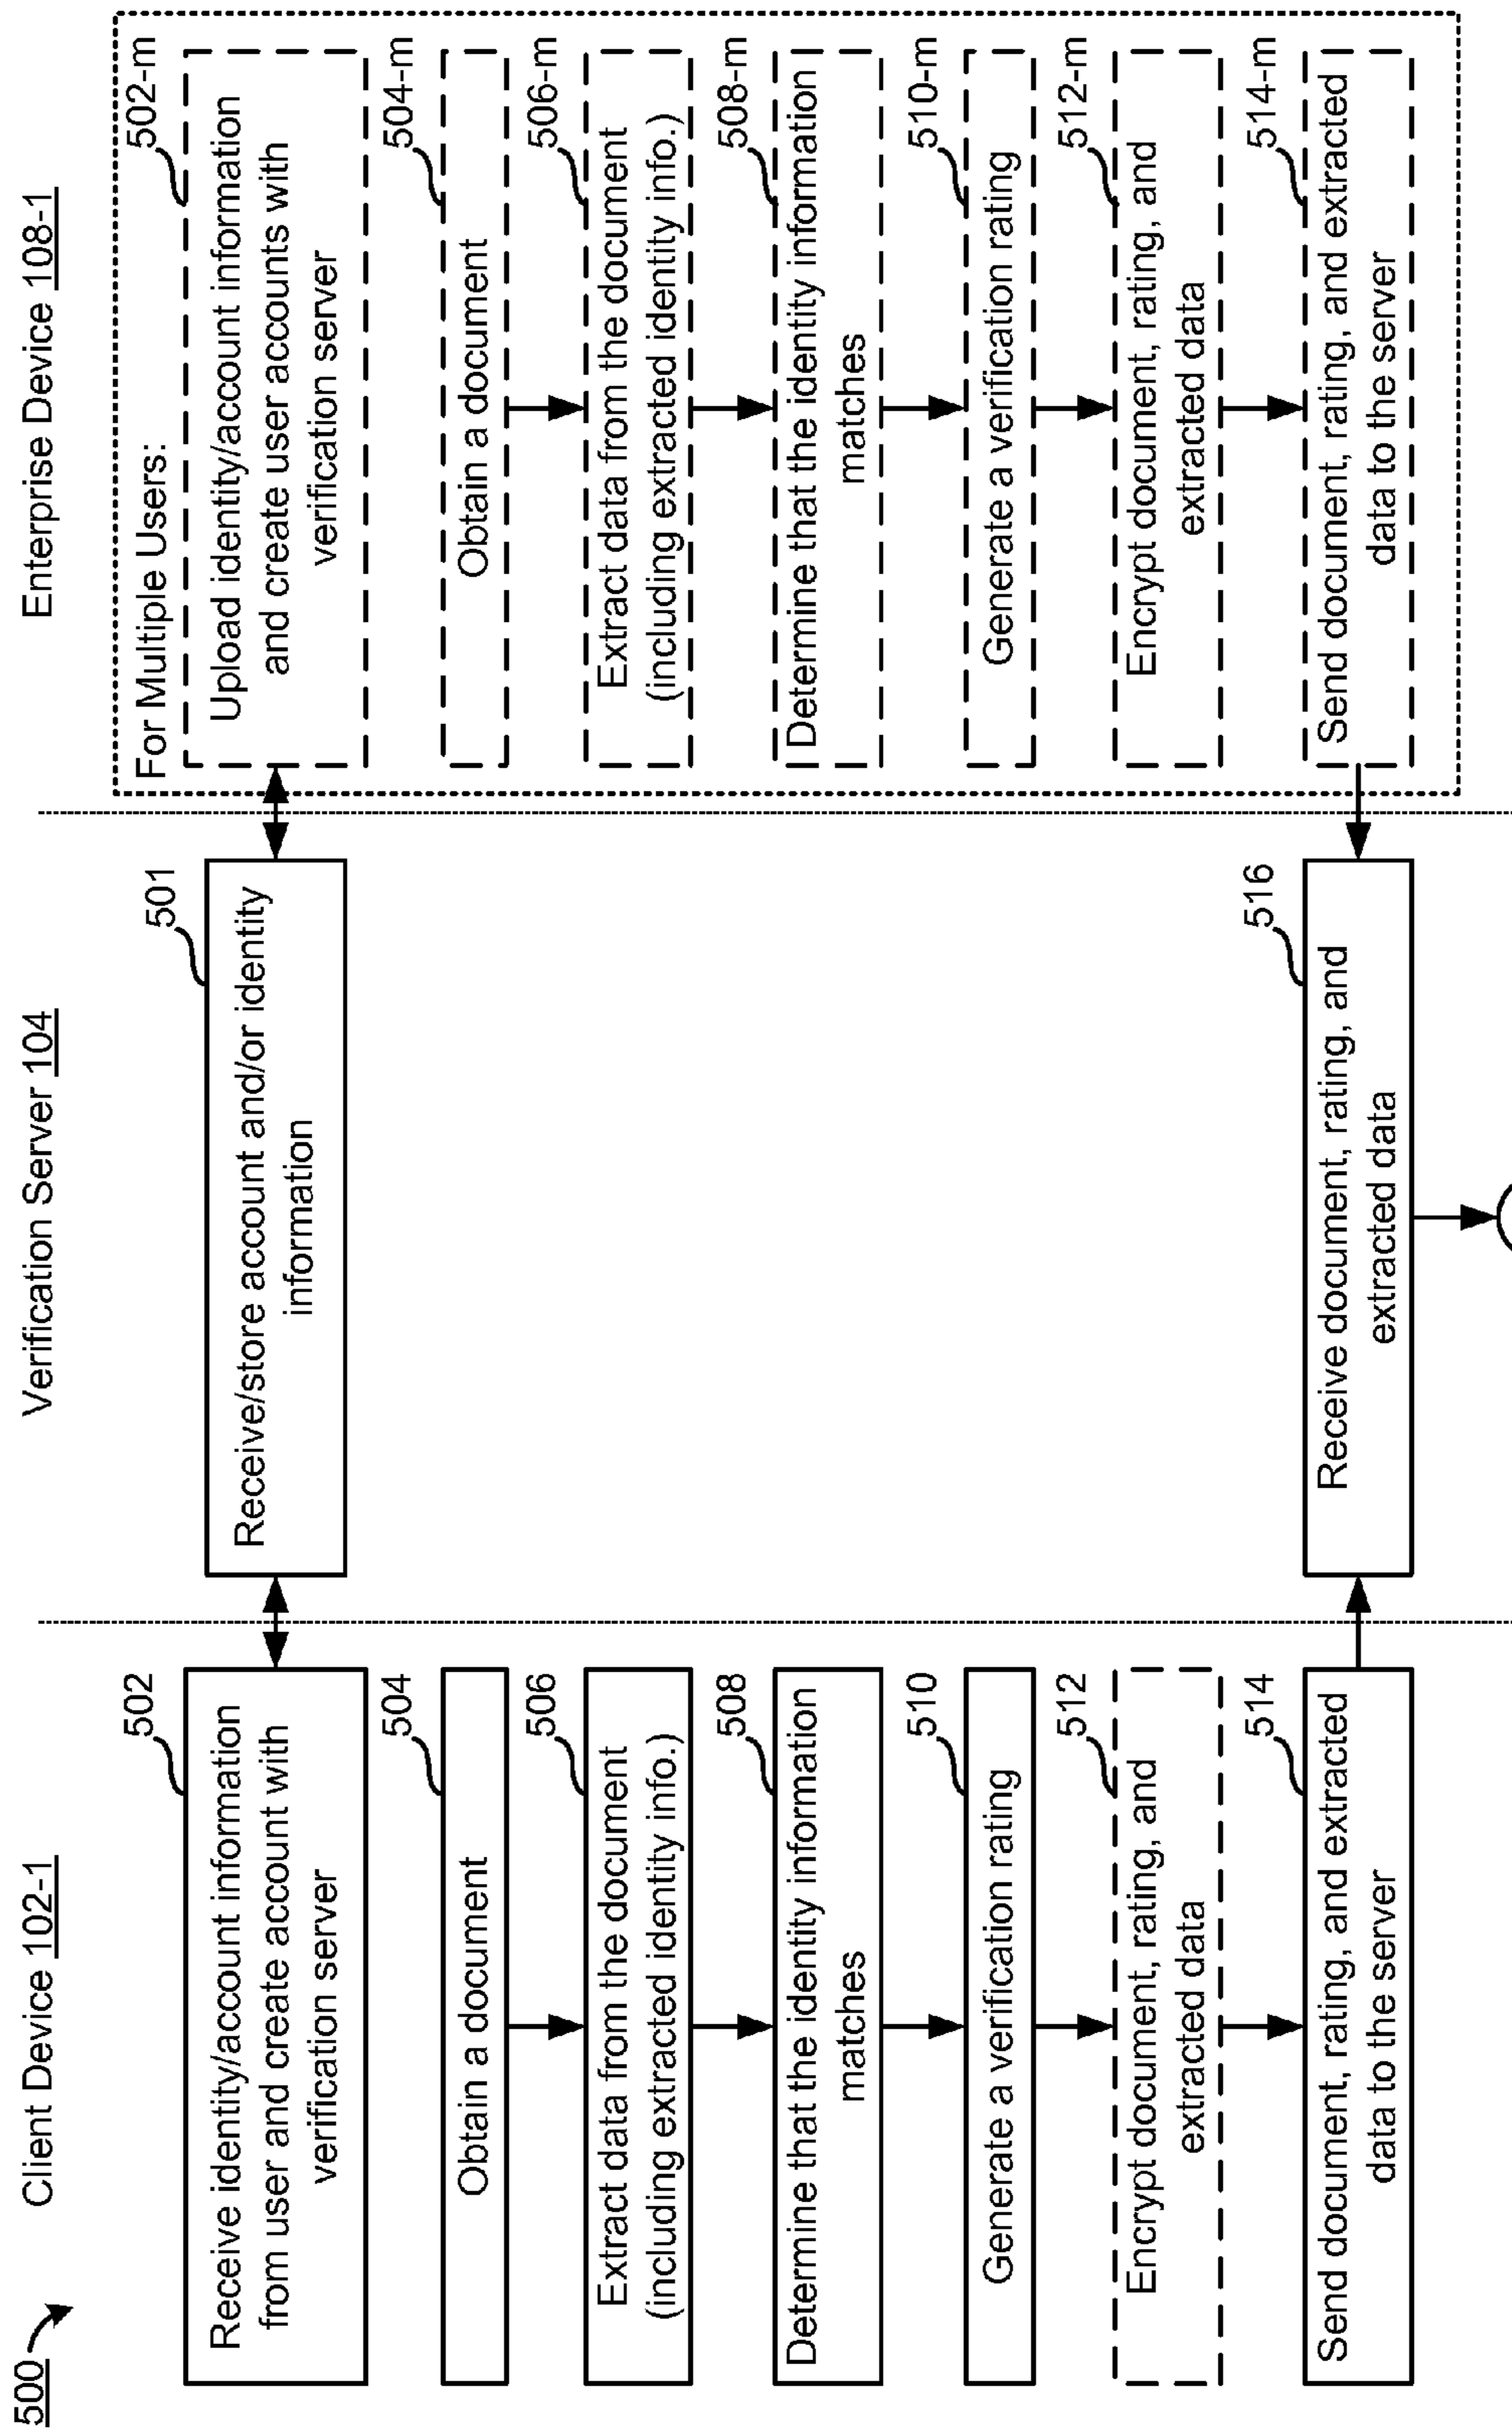 500
Client Device 102-1
502
Receive identity/account information
from user and create account with
verification server
504
Obtain a document
506
Extract data from the document
(including extracted identity info.)
508
Determine that the identity information
matches
510
Generate a verification rating
512
Encrypt document, rating, and
extracted data
514
Send document, rating, and extracted
data to the server
Verification Server 104
501
Receive/store account and/or identity
information
516
Receive document, rating, and
extracted data
Enterprise Device 108-1
For Multiple Users:
502-m
Upload identity/account information
and create user accounts with
verification server
504-m
Obtain a document
506-m
Extract data from the document
(including extracted identity info.)
508-m
Determine that the identity information
matches
510-m
Generate a verification rating
512-m
Encrypt document, rating, and
extracted data
514-m
Send document, rating, and extracted
data to the server